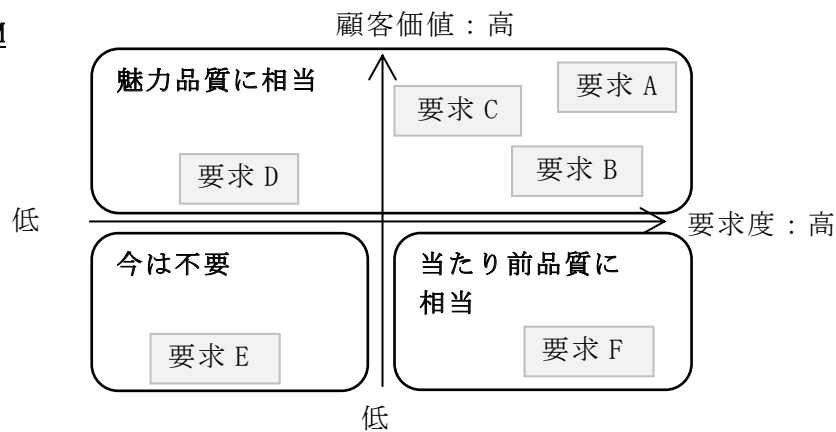 顧客価値：高
魅力品質に相当
要求 A
要求 C
要求 B
要求 D
低
要求度：高
今は不要
当たり前品質に
相当
要求 E
要求 F
低